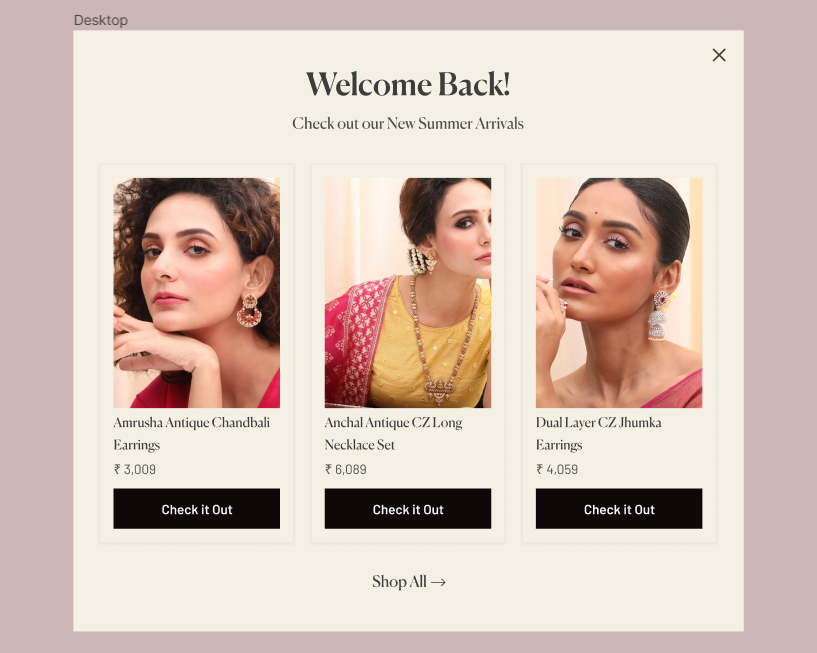 Desktop
Welcome Back!
Check out our New Summer Arrivals
Amrusha Antique Chandbali
Earrings
₹ 3,009
Check it Out
Anchal Antique CZ Long
Necklace Set
₹ 6,089
Check it Out
Dual Layer CZ Jhumka
Earrings
₹ 4,059
Check it Out
Shop All →